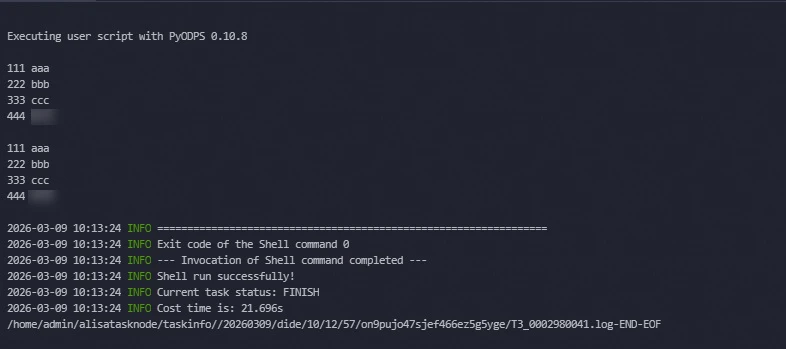 Executing user script with PyODPS 0.10.8
111 aaa
222 bbb
333 ccc
444
111 aaa
222 bbb
333 ccc
444
2026-03-09 10:13:24 INFO =================================================================
2026-03-09 10:13:24 INFO Exit code of the Shell command 0
2026-03-09 10:13:24 INFO --- Invocation of Shell command completed ---
2026-03-09 10:13:24 INFO Shell run successfully!
2026-03-09 10:13:24 INFO Current task status: FINISH
2026-03-09 10:13:24 INFO Cost time is: 21.696s
/home/admin/alisatasknode/taskinfo//20260309/dide/10/12/57/on9pujo47sjef466ez5g5yge/T3_0002980041.log-END-EOF